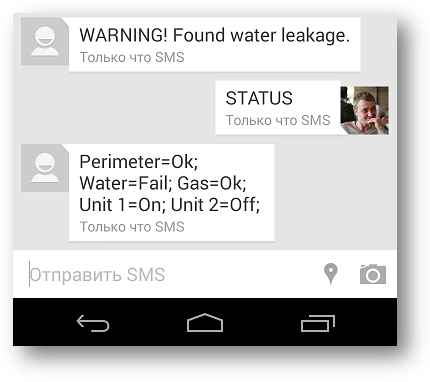 WARNING! Found water leakage.
Только что SMS
STATUS
Только что SMS
Perimeter=Ok;
Water=Fail; Gas=Ok;
Unit 1=On; Unit 2=Off;
Только что SMS
Отправить SMS